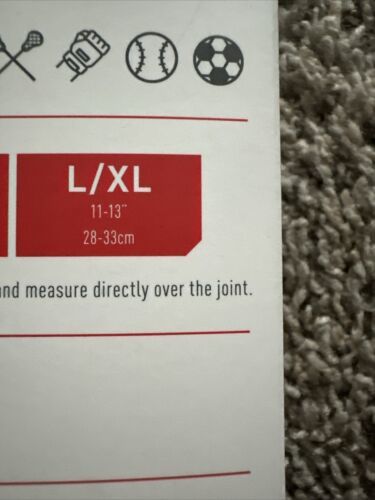 L/XL
11-13"
28-33cm
and measure directly over the joint.